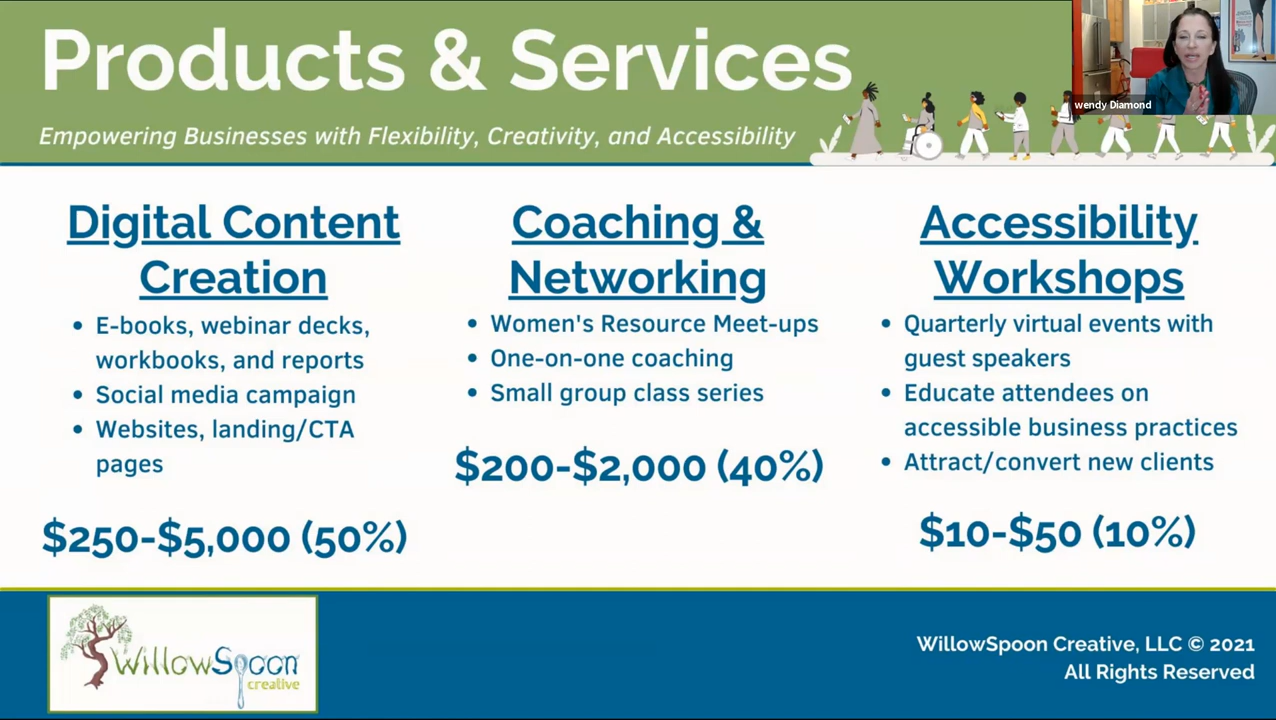 Products & Services
Empowering Businesses with Flexibility, Creativity, and Accessibility
wendy Diamond
Digital Content
Creation
• E-books, webinar decks,
workbooks, and reports
• Social media campaign
• Websites, landing/CTA
pages
$250-$5,000 (50%)
Coaching &
Networking
• Women's Resource Meet-ups
• One-on-one coaching
• Small group class series
$200-$2,000 (40%)
Accessibility
Workshops
• Quarterly virtual events with
guest speakers
• Educate attendees on
accessible business practices
• Attract/convert new clients
$10-$50 (10%)
WillowSpoon
creative
WillowSpoon Creative, LLC © 2021
All Rights Reserved